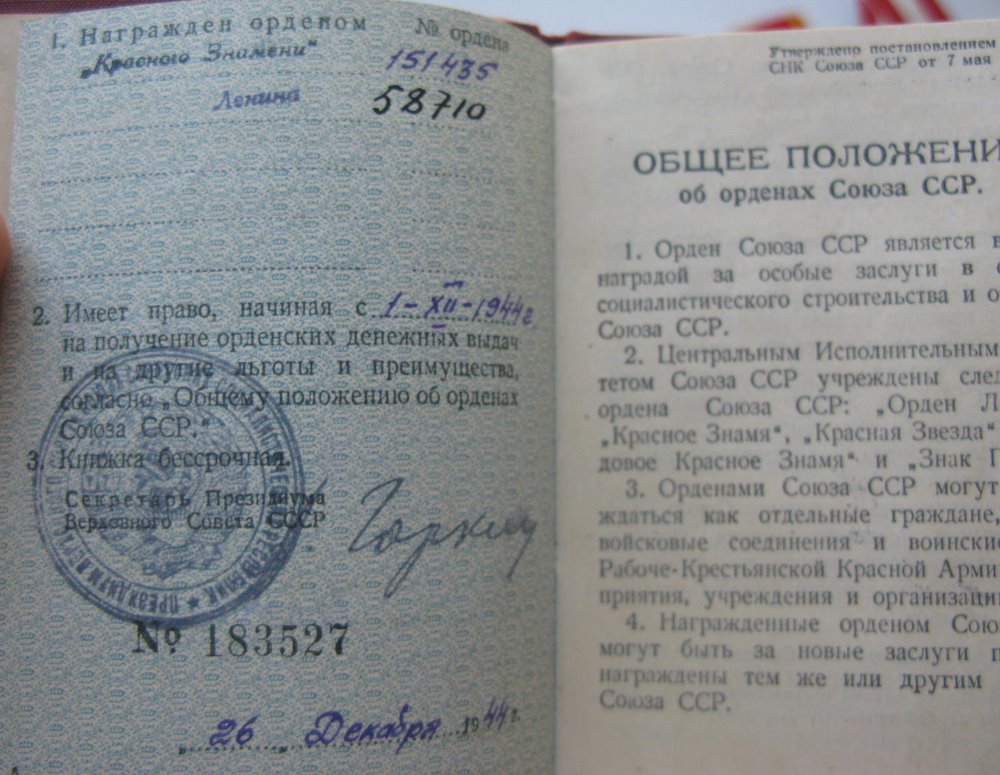 1. Награжден орденом № ордена
„Красного Знамени“ 151435
Ленина 58710
2. Имеет право, начиная с 1-XII-1944г.
на получение орденских денежных выдач
и на другие льготы и преимущества,
согласно „Общему положению об орденах
Союза ССР.“
3. Книжка бессрочная.
Секретарь Президиума
Верховного Совета СССР
Горкин
№ 183527
„26 Декабря 1944 г.
Утверждено постановлением
СНК Союза ССР от 7 мая
ОБЩЕЕ ПОЛОЖЕНИ
об орденах Союза ССР.
1. Орден Союза ССР является в
наградой за особые заслуги в
социалистического строительства и о
Союза ССР.
2. Центральным Исполнительным
тетом Союза ССР учреждены след
ордена Союза ССР: „Орден Л
„Красное Знамя“, „Красная Звезда“
довое Красное Знамя“ и „Знак П
3. Орденами Союза ССР могут
ждаться как отдельные граждане,
войсковые соединения и воинские
Рабоче-Крестьянской Красной Арми
приятия, учреждения и организаци
4. Награжденные орденом Сою
могут быть за новые заслуги п
награждены тем же или другим
Союза ССР.